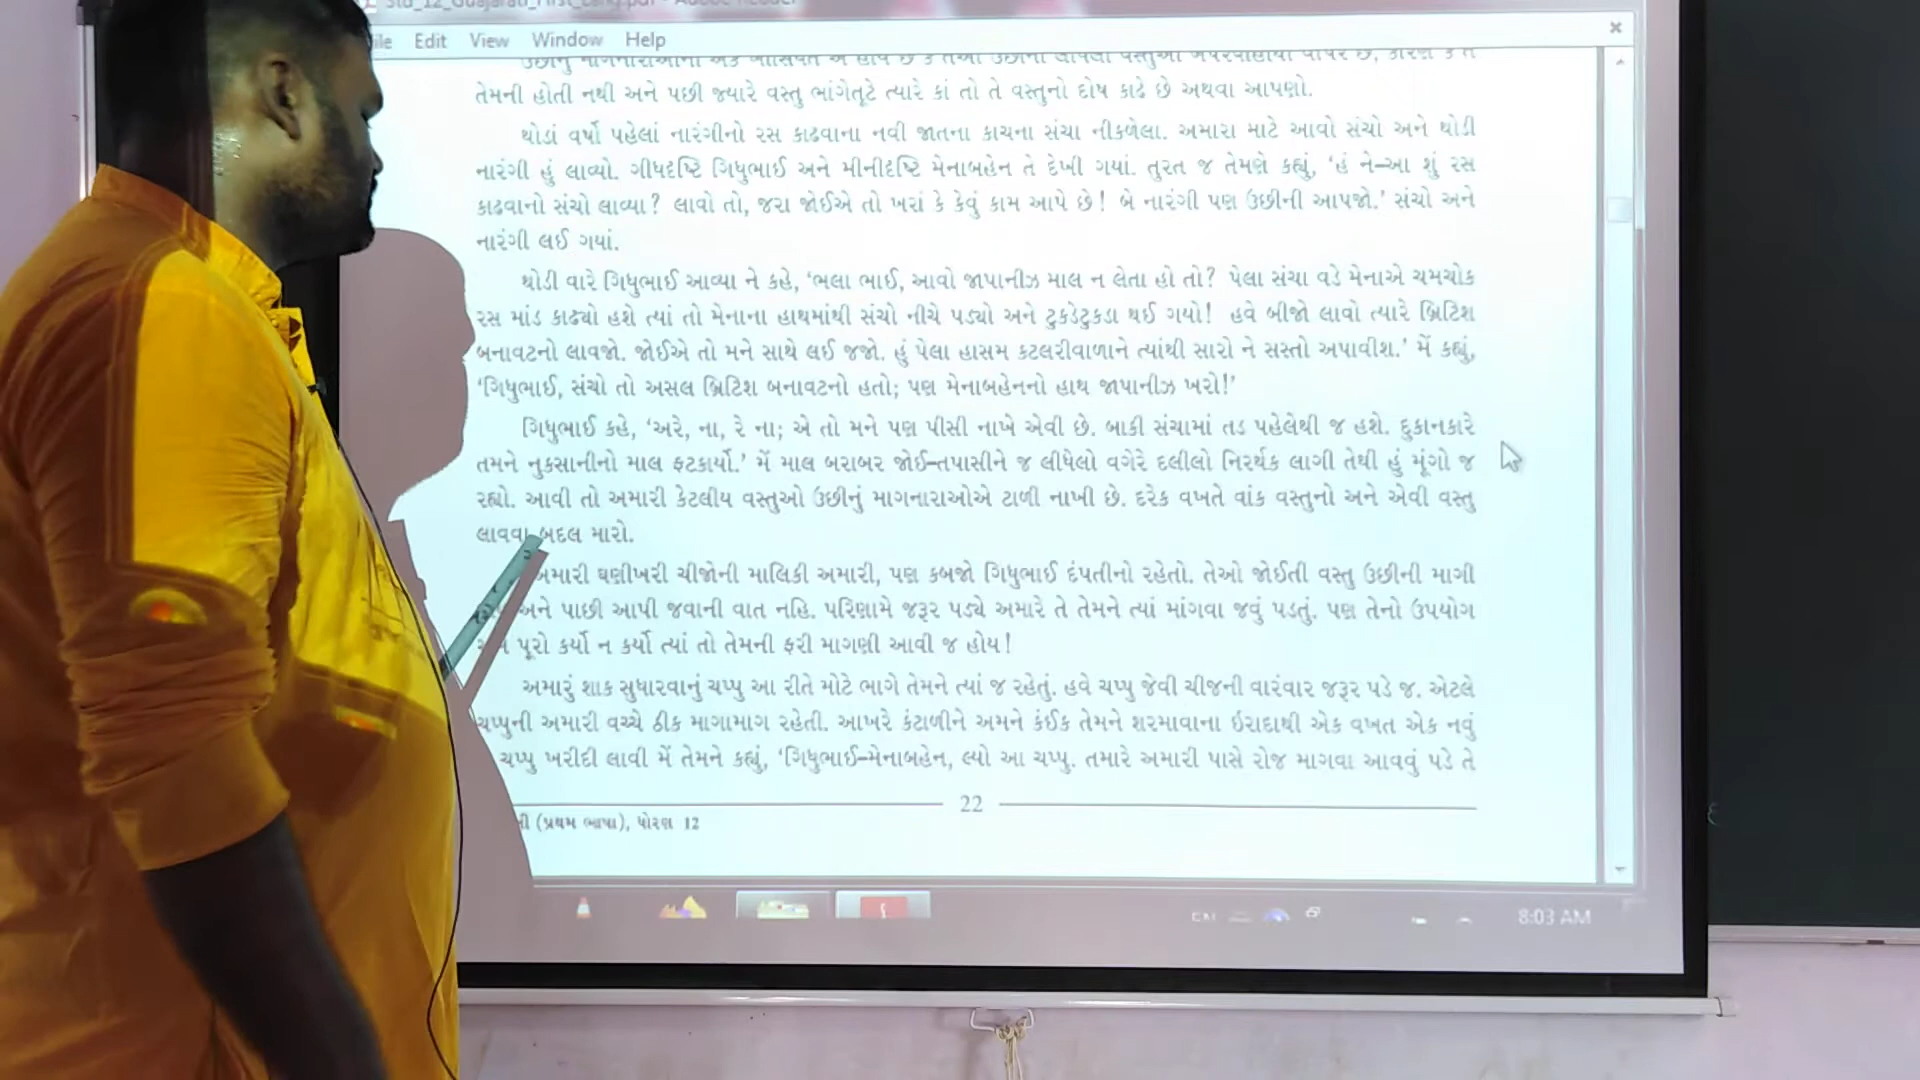 Std_12_Guajarati_First_Lang.pdf - Adobe Reader
Edit View Window Help
તેમની હોતી નથી અને પછી જ્યારે વસ્તુ ભાંગેતૂટે ત્યારે કાં તો તે વસ્તુનો દોષ કાઢે છે અથવા આપણો.
થોડાં વર્ષો પહેલાં નારંગીનો રસ કાઢવાના નવી જાતના કાચના સંચા નીકળેલા. અમારા માટે આવો સંચો અને થોડી
નારંગી હું લાવ્યો. ગીધદૃષ્ટિ ગિધુભાઈ અને મીનીદૃષ્ટિ મેનાબહેન તે દેખી ગયાં. તુરત જ તેમણે કહ્યું, ‘હં ને–આ શું રસ
કાઢવાનો સંચો લાવ્યા? લાવો તો, જરા જોઈએ તો ખરાં કે કેવું કામ આપે છે! બે નારંગી પણ ઉછીની આપજો.’ સંચો અને
નારંગી લઈ ગયાં.
થોડી વારે ગિધુભાઈ આવ્યા ને કહે, ‘ભલા ભાઈ, આવો જાપાનીઝ માલ ન લેતા હો તો? પેલા સંચા વડે મેનાએ ચમચોક
રસ માંડ કાઢ્યો હશે ત્યાં તો મેનાના હાથમાંથી સંચો નીચે પડ્યો અને ટુકડેટુકડા થઈ ગયો! હવે બીજો લાવો ત્યારે બ્રિટિશ
બનાવટનો લાવજો. જોઈએ તો મને સાથે લઈ જજો. હું પેલા હાસમ કટલરીવાળાને ત્યાંથી સારો ને સસ્તો અપાવીશ.’ મેં કહ્યું,
‘ગિધુભાઈ, સંચો તો અસલ બ્રિટિશ બનાવટનો હતો; પણ મેનાબહેનનો હાથ જાપાનીઝ ખરો!’
ગિધુભાઈ કહે, ‘અરે, ના, રે ના; એ તો મને પણ પીસી નાખે એવી છે. બાકી સંચામાં તડ પહેલેથી જ હશે. દુકાનકારે
તમને નુકસાનીનો માલ ફટકાર્યો.’ મેં માલ બરાબર જોઈ–તપાસીને જ લીધેલો વગેરે દલીલો નિરર્થક લાગી તેથી હું મૂંગો જ
રહ્યો. આવી તો અમારી કેટલીય વસ્તુઓ ઉછીનું માગનારાઓએ ટાળી નાખી છે. દરેક વખતે વાંક વસ્તુનો અને એવી વસ્તુ
લાવવા બદલ મારો.
અમારી ઘણીખરી ચીજોની માલિકી અમારી, પણ કબજો ગિધુભાઈ દંપતીનો રહેતો. તેઓ જોઈતી વસ્તુ ઉછીની માગી
અને પાછી આપી જવાની વાત નહિ. પરિણામે જરૂર પડ્યે અમારે તે તેમને ત્યાં માંગવા જવું પડતું. પણ તેનો ઉપયોગ
પૂરો કર્યો ન કર્યો ત્યાં તો તેમની ફરી માગણી આવી જ હોય!
અમારું શાક સુધારવાનું ચપ્પુ આ રીતે મોટે ભાગે તેમને ત્યાં જ રહેતું. હવે ચપ્પુ જેવી ચીજની વારંવાર જરૂર પડે જ. એટલે
ચપ્પુની અમારી વચ્ચે ઠીક માગામાગ રહેતી. આખરે કંટાળીને અમને કંઈક તેમને શરમાવાના ઇરાદાથી એક વખત એક નવું
ચપ્પુ ખરીદી લાવી મેં તેમને કહ્યું, ‘ગિધુભાઈ–મેનાબહેન, લ્યો આ ચપ્પુ. તમારે અમારી પાસે રોજ માગવા આવવું પડે તે
22
(પ્રથમ ભાષા), ધોરણ 12
8:03 AM